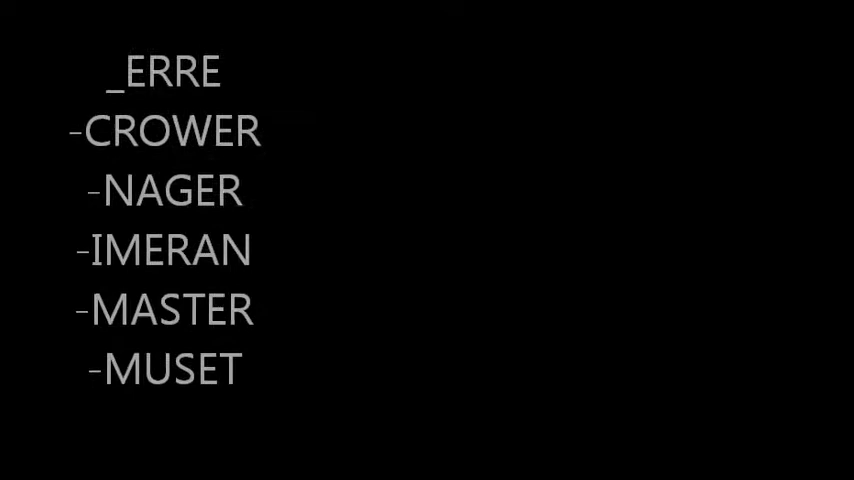 _ERRE
-CROWER
-NAGER
-IMERAN
-MASTER
-MUSET